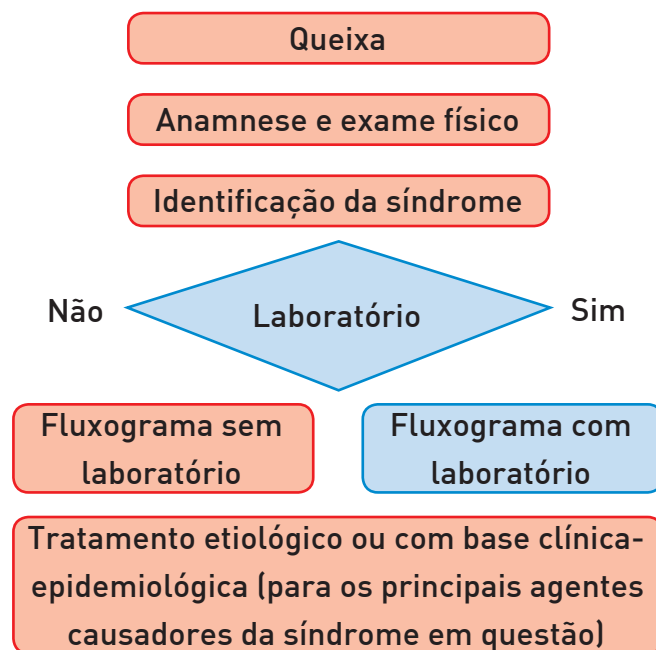 Queixa
Anamnese e exame físico
Identificação da síndrome
Não
Laboratório
Sim
Fluxograma sem
laboratório
Fluxograma com
laboratório
Tratamento etiológico ou com base clínica-
epidemiológica (para os principais agentes
causadores da síndrome em questão)